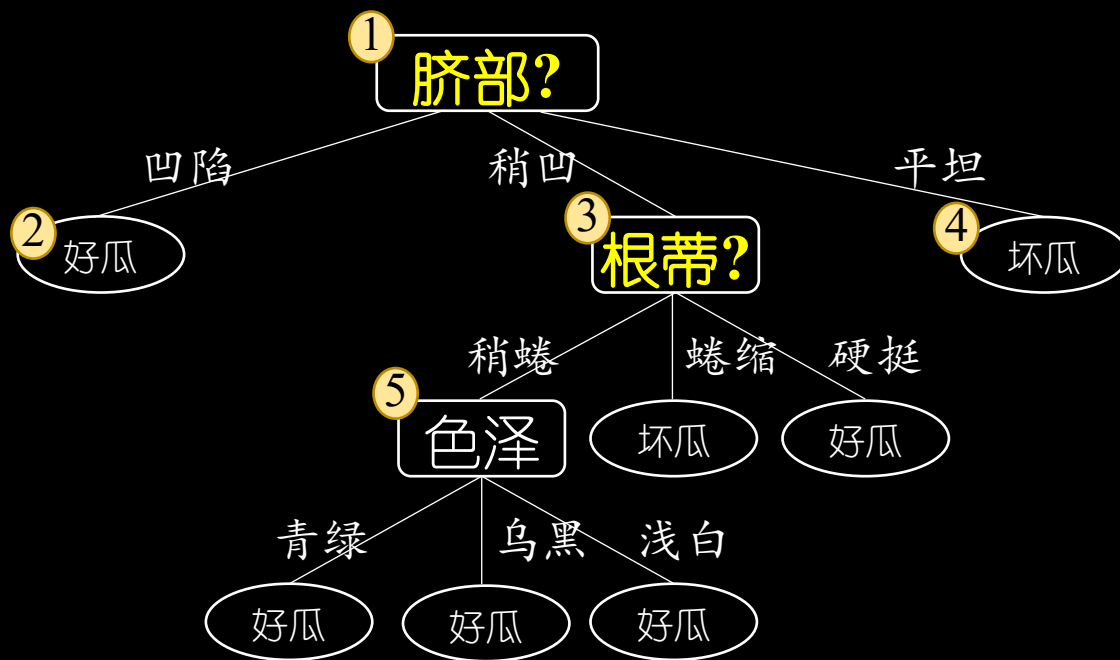 1
脐部?
凹陷
稍凹
平坦
2
好瓜
3
根蒂?
4
坏瓜
稍蜷
蜷缩
硬挺
5
色泽
坏瓜
好瓜
青绿
乌黑
浅白
好瓜
好瓜
好瓜